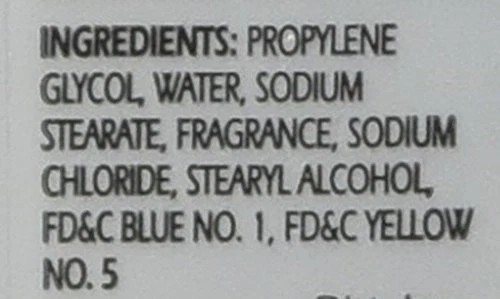 INGREDIENTS: PROPYLENE
GLYCOL, WATER, SODIUM
STEARATE, FRAGRANCE, SODIUM
CHLORIDE, STEARYL ALCOHOL,
FD&C BLUE NO. 1, FD&C YELLOW
NO. 5